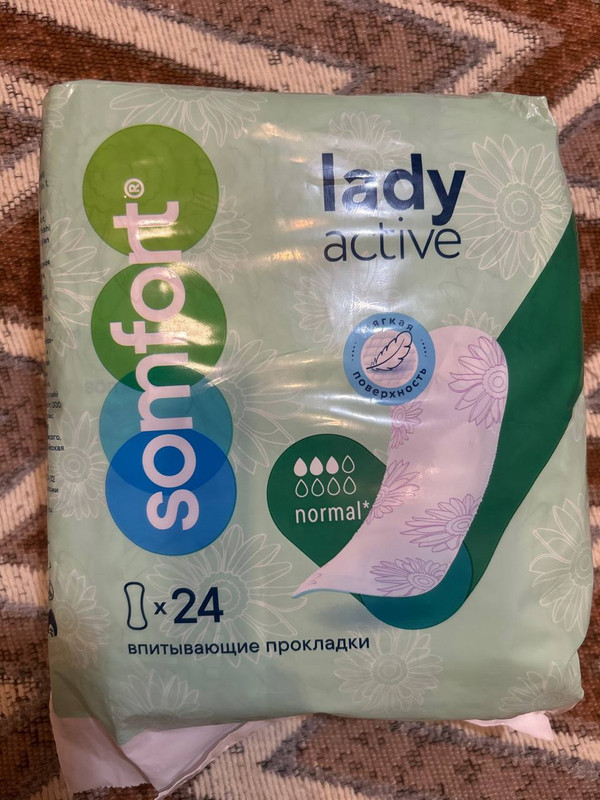 somfort®
lady
active
мягкая
поверхность
normal*
x 24
впитывающие прокладки